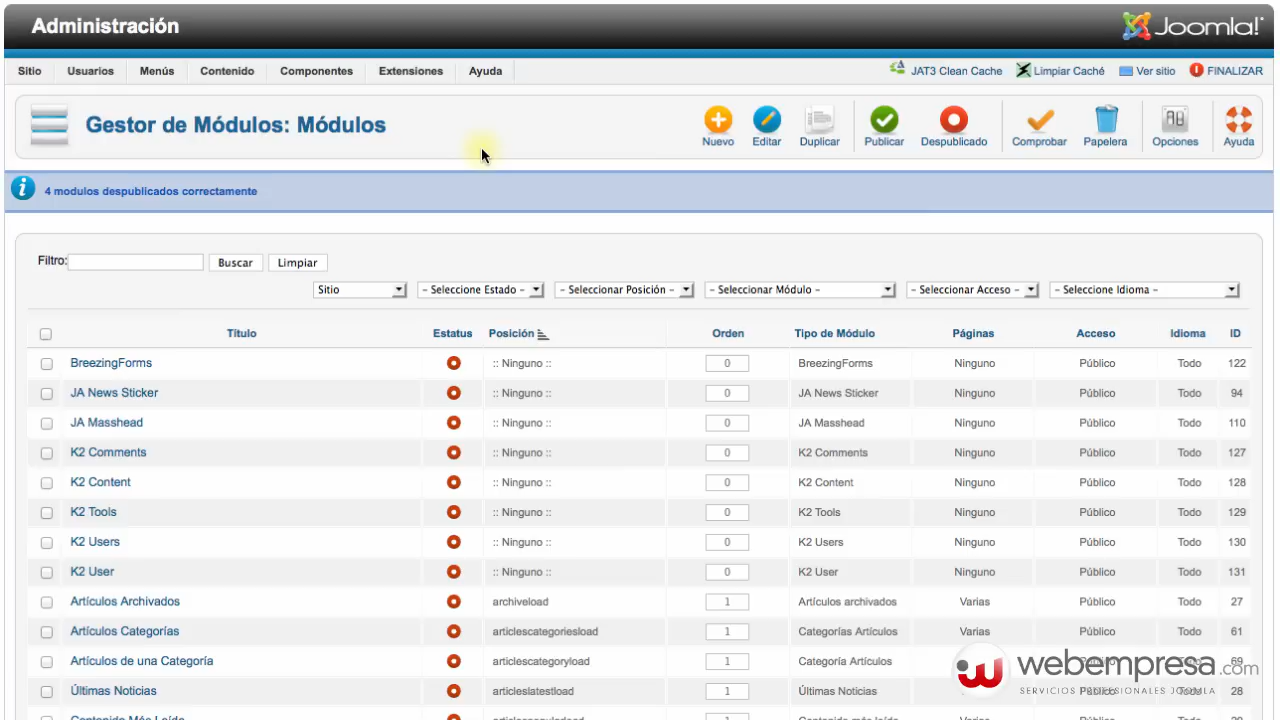 Administración
Joomla!
Sitio Usuarios Menús Contenido Componentes Extensiones Ayuda JAT3 Clean Cache Limpiar Caché Ver sitio FINALIZAR
Gestor de Módulos: Módulos
Nuevo Editar Duplicar Publicar Despublicado Comprobar Papelera Opciones Ayuda
4 modulos despublicados correctamente
Filtro: Buscar Limpiar
Sitio - Seleccione Estado - - Seleccionar Posición - - Seleccionar Módulo - - Seleccionar Acceso - - Seleccione Idioma -
Título Estatus Posición Orden Tipo de Módulo Páginas Acceso Idioma ID
BreezingForms :: Ninguno :: 0 BreezingForms Ninguno Público Todo 122
JA News Sticker :: Ninguno :: 0 JA News Sticker Ninguno Público Todo 94
JA Masshead :: Ninguno :: 0 JA Masshead Ninguno Público Todo 110
K2 Comments :: Ninguno :: 0 K2 Comments Ninguno Público Todo 127
K2 Content :: Ninguno :: 0 K2 Content Ninguno Público Todo 128
K2 Tools :: Ninguno :: 0 K2 Tools Ninguno Público Todo 129
K2 Users :: Ninguno :: 0 K2 Users Ninguno Público Todo 130
K2 User :: Ninguno :: 0 K2 User Ninguno Público Todo 131
Artículos Archivados archiveload 1 Artículos archivados Varias Público Todo 27
Artículos Categorías articlescategoriesload 1 Categorías Artículos Varias Público Todo 61
Artículos de una Categoría articlescategoryload 1 Categoría Artículos
webempresa.com
SERVICIOS PROFESIONALES JOOMLA
Últimas Noticias articleslatestload 1 Últimas Noticias Todo 28
Contenido Más Leído